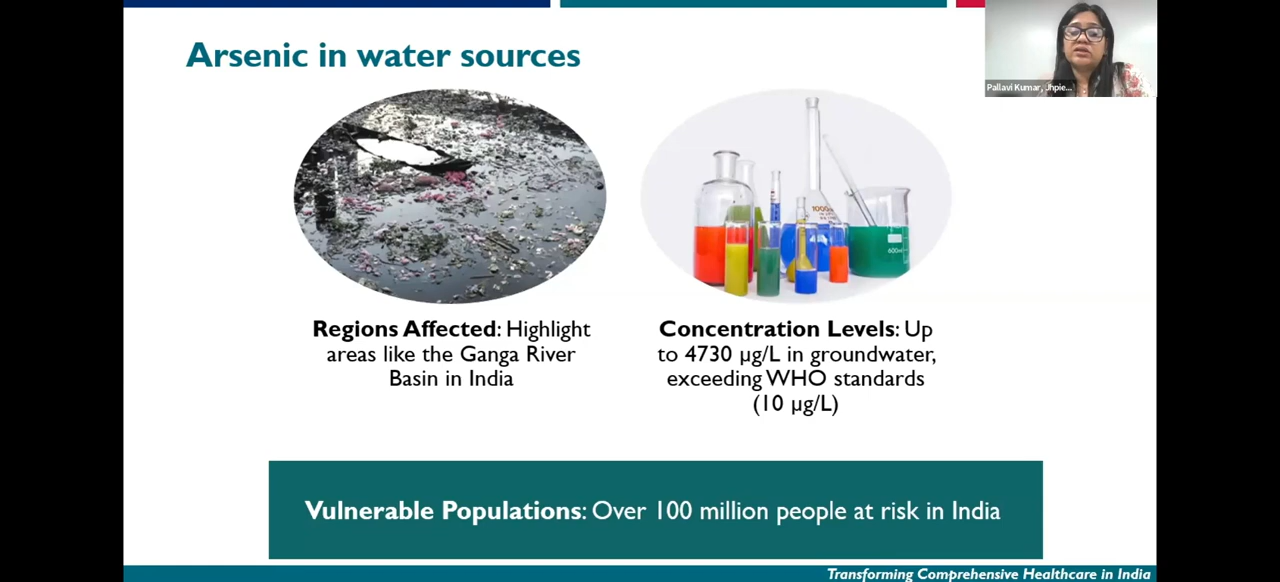 Arsenic in water sources
Pallavi Kumar, Jhpie...
1000
600ml
Regions Affected: Highlight
areas like the Ganga River
Basin in India
Concentration Levels: Up
to 4730 µg/L in groundwater,
exceeding WHO standards
(10 µg/L)
Vulnerable Populations: Over 100 million people at risk in India
Transforming Comprehensive Healthcare in India